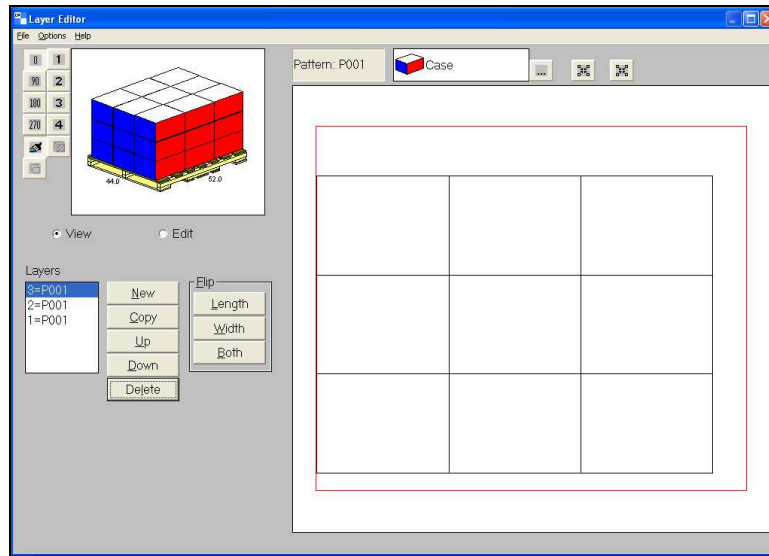 Layer Editor
File Options Help
0 1
90 2
180 3
270 4
44.0 52.0
Pattern: P001
Case
...
View Edit
Layers
3=P001
2=P001
1=P001
New
Copy
Up
Down
Delete
Flip
Length
Width
Both